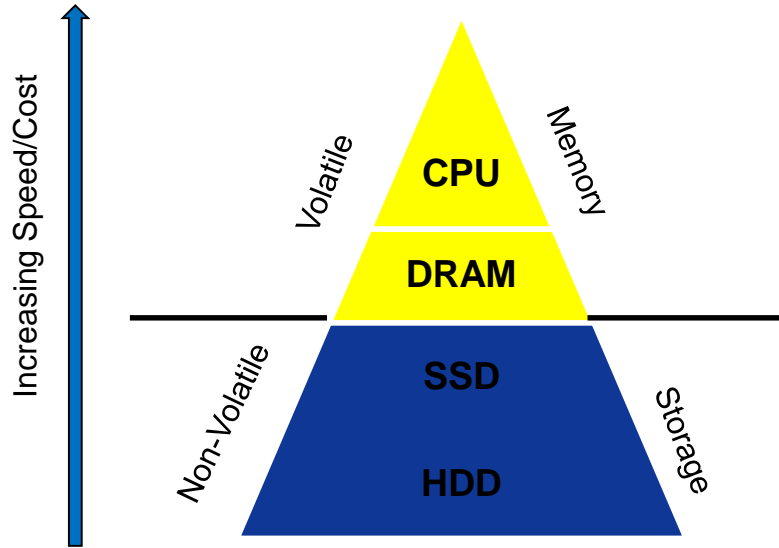 Increasing Speed/Cost
Volatile
Memory
CPU
DRAM
Non-Volatile
Storage
SSD
HDD